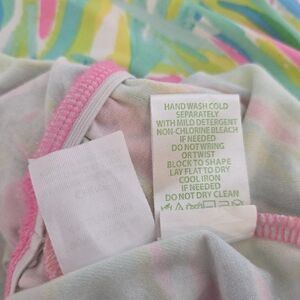 HAND WASH COLD
SEPARATELY
WITH MILD DETERGENT
NON-CHLORINE BLEACH
IF NEEDED
DO NOT WRING
OR TWIST
BLOCK TO SHAPE
LAY FLAT TO DRY
COOL IRON
IF NEEDED
DO NOT DRY CLEAN